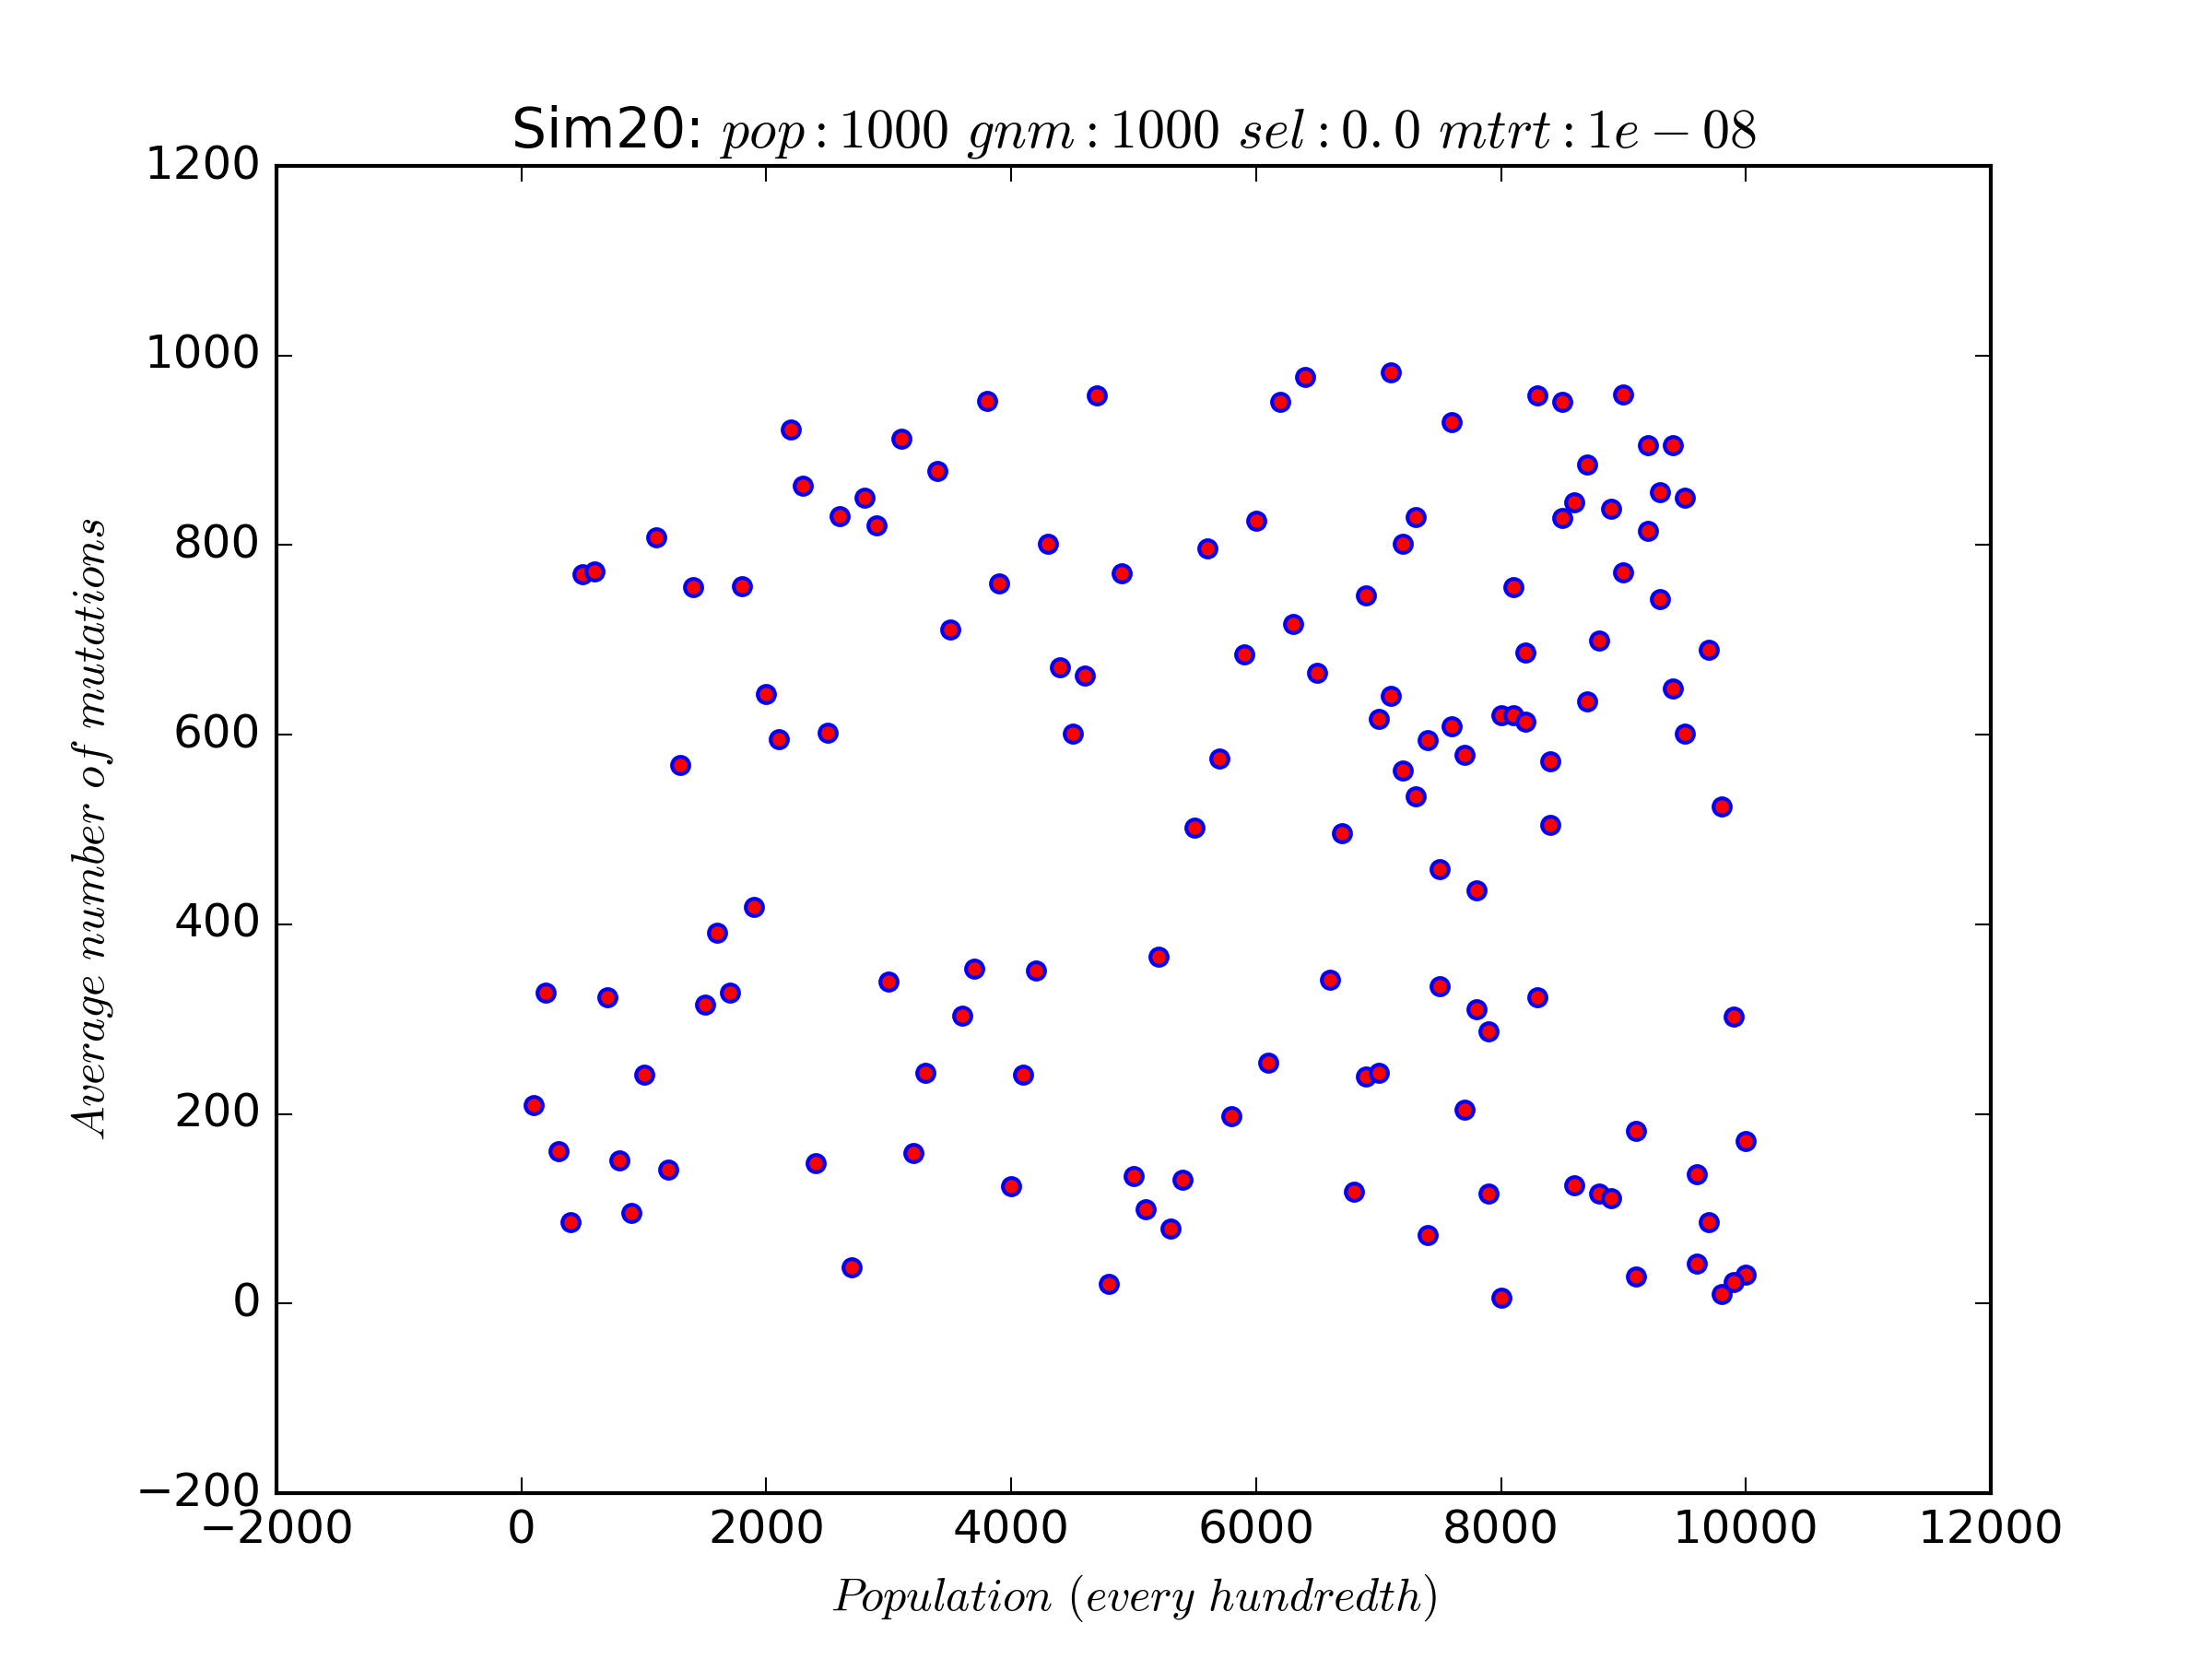 Sim20: pop : 1000 gnm : 1000 sel : 0.0 mtrt : 1e − 08
1200
1000
800
600
400
200
0
−200
Average number of mutations
−2000 0 2000 4000 6000 8000 10000 12000
Population (every hundredth)